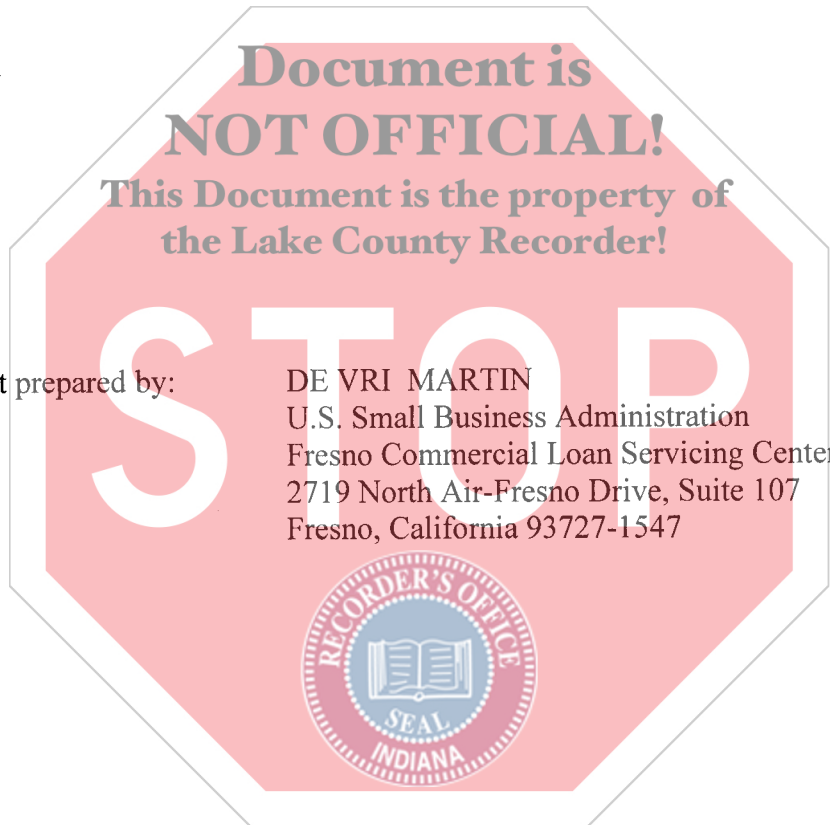 Document is
NOT OFFICIAL!
This Document is the property of
the Lake County Recorder!
STOP
t prepared by: DE VRI MARTIN
U.S. Small Business Administration
Fresno Commercial Loan Servicing Center
2719 North Air-Fresno Drive, Suite 107
Fresno, California 93727-1547
RECORDER'S OFFICE
SEAL
INDIANA